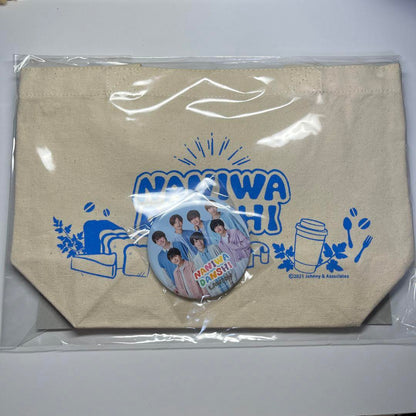 NANIWA
DANSHI
NANIWA
DANSHI
©2021 Johnny & Associates